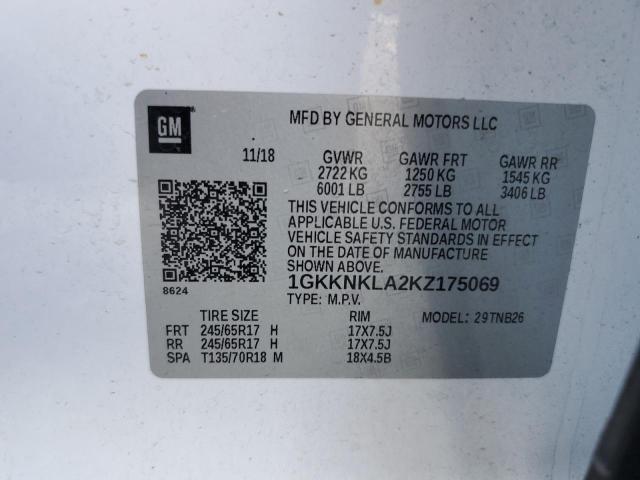 GM
MFD BY GENERAL MOTORS LLC
11/18 GVWR GAWR FRT GAWR RR
2722 KG 1250 KG 1545 KG
6001 LB 2755 LB 3406 LB
THIS VEHICLE CONFORMS TO ALL
APPLICABLE U.S. FEDERAL MOTOR
VEHICLE SAFETY STANDARDS IN EFFECT
ON THE DATE OF MANUFACTURE.
1GKKNKLA2KZ175069
8624
TYPE: M.P.V.
TIRE SIZE RIM MODEL: 29TNB26
FRT 245/65R17 H 17X7.5J
RR 245/65R17 H 17X7.5J
SPA T135/70R18 M 18X4.5B